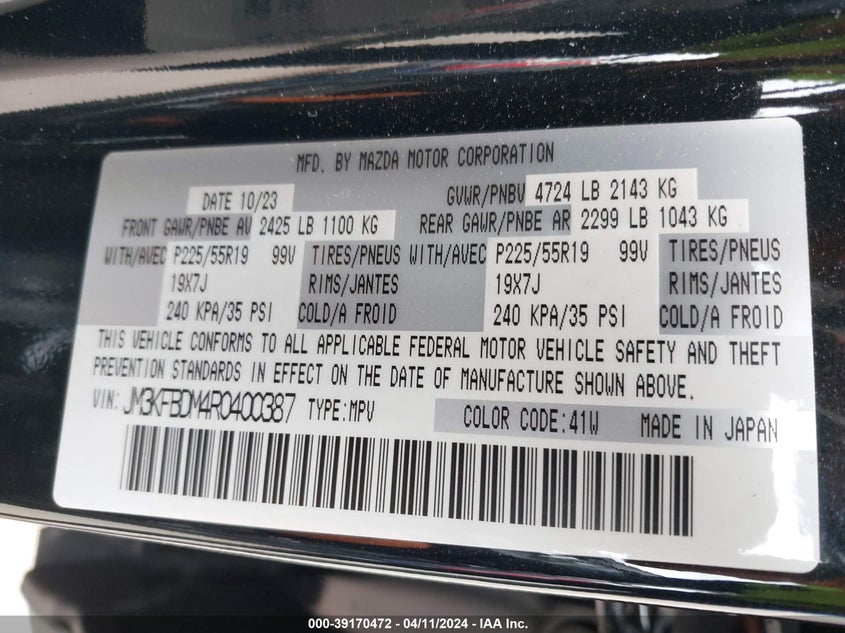 MFD. BY MAZDA MOTOR CORPORATION
DATE 10/23 GVWR/PNBV 4724 LB 2143 KG
FRONT GAWR/PNBE AV 2425 LB 1100 KG REAR GAWR/PNBE AR 2299 LB 1043 KG
WITH/AVEC P225/55R19 99V TIRES/PNEUS WITH/AVEC P225/55R19 99V TIRES/PNEUS
19X7J RIMS/JANTES 19X7J RIMS/JANTES
240 KPA/35 PSI COLD/A FROID 240 KPA/35 PSI COLD/A FROID
THIS VEHICLE CONFORMS TO ALL APPLICABLE FEDERAL MOTOR VEHICLE SAFETY AND THEFT
PREVENTION STANDARDS IN EFFECT ON THE DATE OF MANUFACTURE SHOWN ABOVE.
VIN: JM3KFBDM4R0400387 TYPE:MPV COLOR CODE:41W MADE IN JAPAN
000-39170472 - 04/11/2024 - IAA Inc.